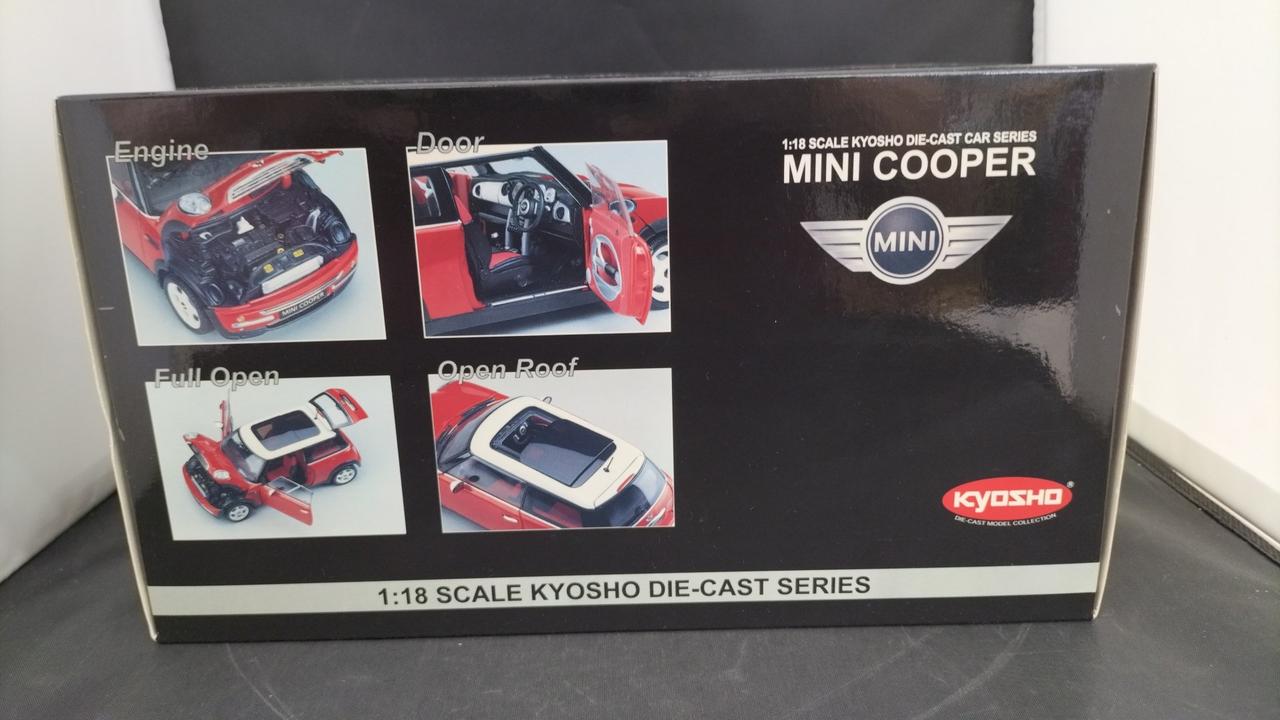 Engine
Door
1:18 SCALE KYOSHO DIE-CAST CAR SERIES
MINI COOPER
MINI
MINI COOPER
Full Open
Open Roof
KYOSHO®
DIE-CAST MODEL COLLECTION
1:18 SCALE KYOSHO DIE-CAST SERIES